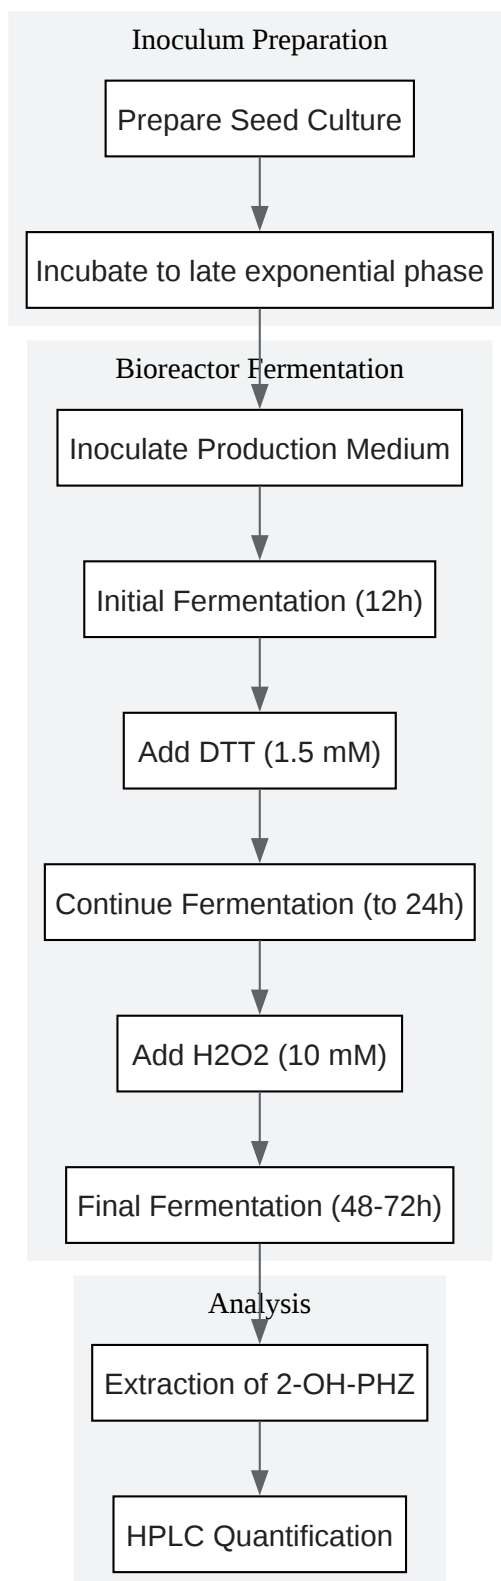 Inoculum Preparation
Prepare Seed Culture
Incubate to late exponential phase
Bioreactor Fermentation
Inoculate Production Medium
Initial Fermentation (12h)
Add DTT (1.5 mM)
Continue Fermentation (to 24h)
Add H2O2 (10 mM)
Final Fermentation (48-72h)
Analysis
Extraction of 2-OH-PHZ
HPLC Quantification